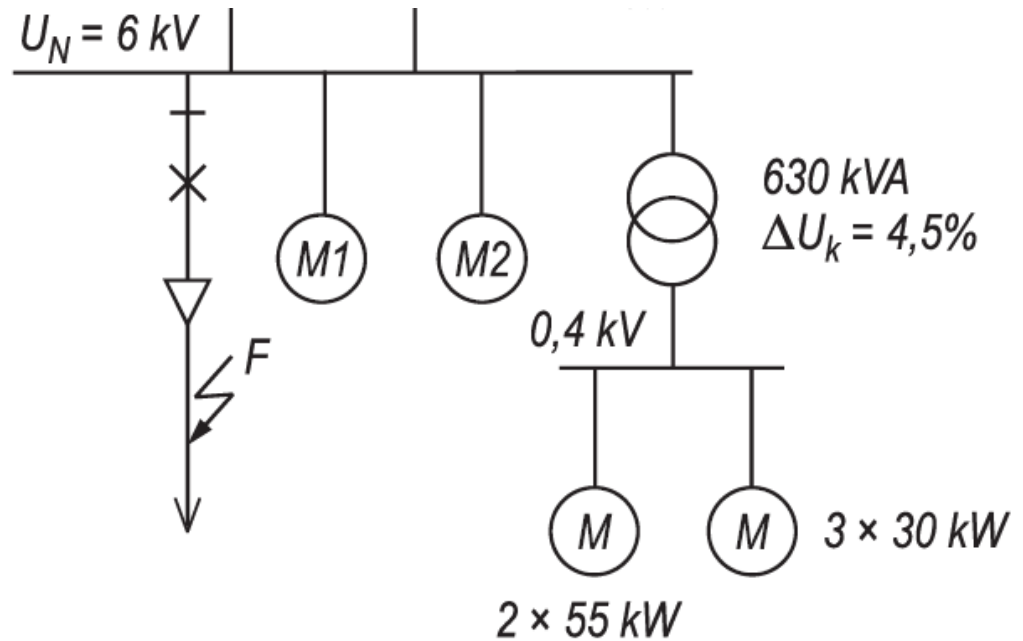 U_N = 6 kV
630 kVA
ΔU_k = 4,5%
M1
M2
0,4 kV
F
M
M
3 × 30 kW
2 × 55 kW